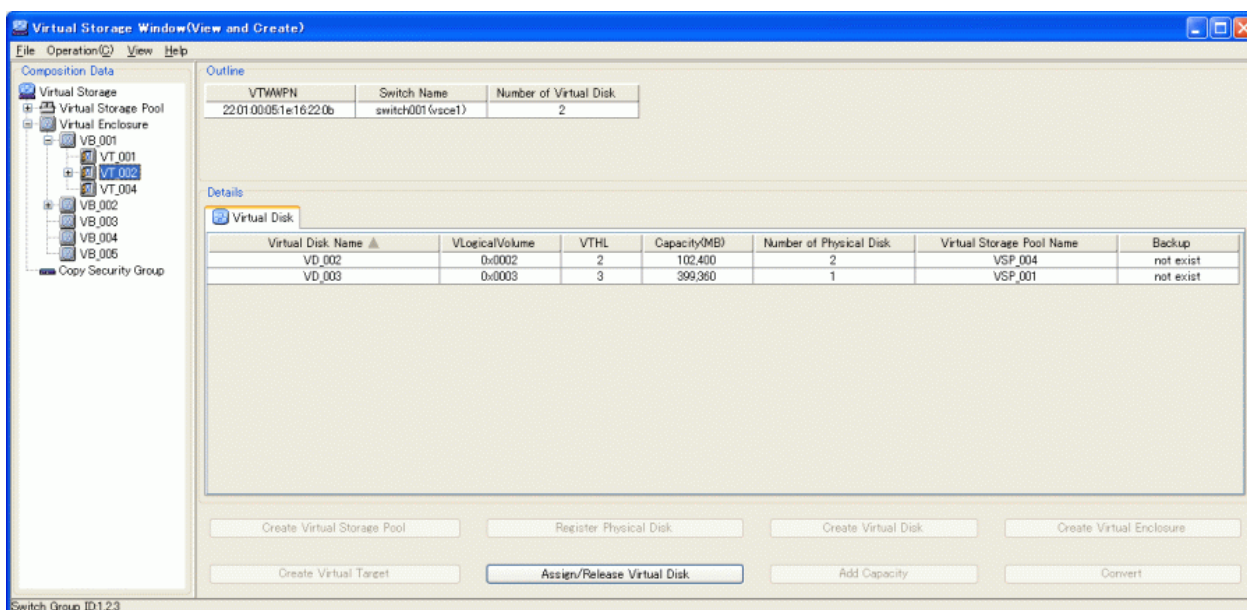 Virtual Storage Window(View and Create)
File Operation(C) View Help
Composition Data
Virtual Storage
Virtual Storage Pool
Virtual Enclosure
VB_001
VT_001
VT_002
VT_004
VB_002
VB_003
VB_004
VB_005
Copy Security Group
Outline
VTWWPN Switch Name Number of Virtual Disk
22:01:00:05:1e:16:22:0b switch001(vsce1) 2
Details
Virtual Disk
Virtual Disk Name VLogicalVolume VTHL Capacity(MB) Number of Physical Disk Virtual Storage Pool Name Backup
VD_002 0x0002 2 102,400 2 VSP_004 not exist
VD_003 0x0003 3 399,360 1 VSP_001 not exist
Create Virtual Storage Pool Register Physical Disk Create Virtual Disk Create Virtual Enclosure
Create Virtual Target Assign/Release Virtual Disk Add Capacity Convert
Switch Group ID:1,2,3